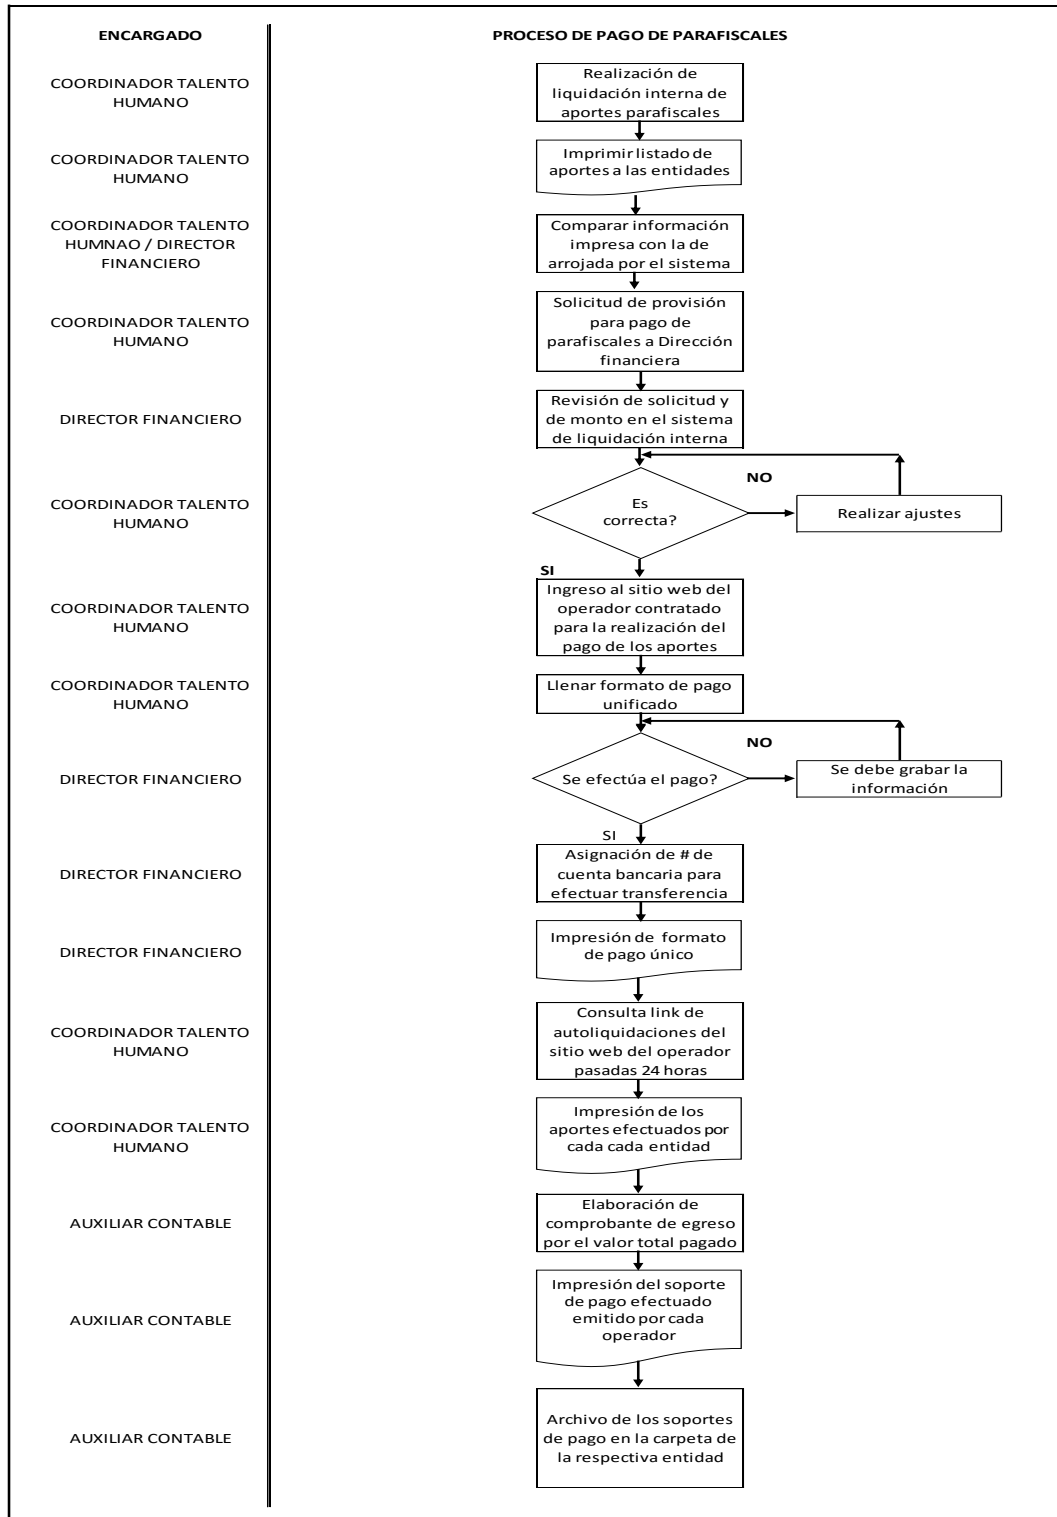 ENCARGADO
PROCESO DE PAGO DE PARAFISCALES
COORDINADOR TALENTO
HUMANO
Realización de
liquidación interna de
aportes parafiscales
COORDINADOR TALENTO
HUMANO
Imprimir listado de
aportes a las entidades
COORDINADOR TALENTO
HUMNAO / DIRECTOR
FINANCIERO
Comparar información
impresa con la de
arrojada por el sistema
COORDINADOR TALENTO
HUMANO
Solicitud de provisión
para pago de
parafiscales a Dirección
financiera
DIRECTOR FINANCIERO
Revisión de solicitud y
de monto en el sistema
de liquidación interna
COORDINADOR TALENTO
HUMANO
Es
correcta?
NO
Realizar ajustes
SI
COORDINADOR TALENTO
HUMANO
Ingreso al sitio web del
operador contratado
para la realización del
pago de los aportes
COORDINADOR TALENTO
HUMANO
Llenar formato de pago
unificado
DIRECTOR FINANCIERO
Se efectúa el pago?
NO
Se debe grabar la
información
SI
DIRECTOR FINANCIERO
Asignación de # de
cuenta bancaria para
efectuar transferencia
DIRECTOR FINANCIERO
Impresión de formato
de pago único
COORDINADOR TALENTO
HUMANO
Consulta link de
autoliquidaciones del
sitio web del operador
pasadas 24 horas
COORDINADOR TALENTO
HUMANO
Impresión de los
aportes efectuados por
cada cada entidad
AUXILIAR CONTABLE
Elaboración de
comprobante de egreso
por el valor total pagado
AUXILIAR CONTABLE
Impresión del soporte
de pago efectuado
emitido por cada
operador
AUXILIAR CONTABLE
Archivo de los soportes
de pago en la carpeta de
la respectiva entidad